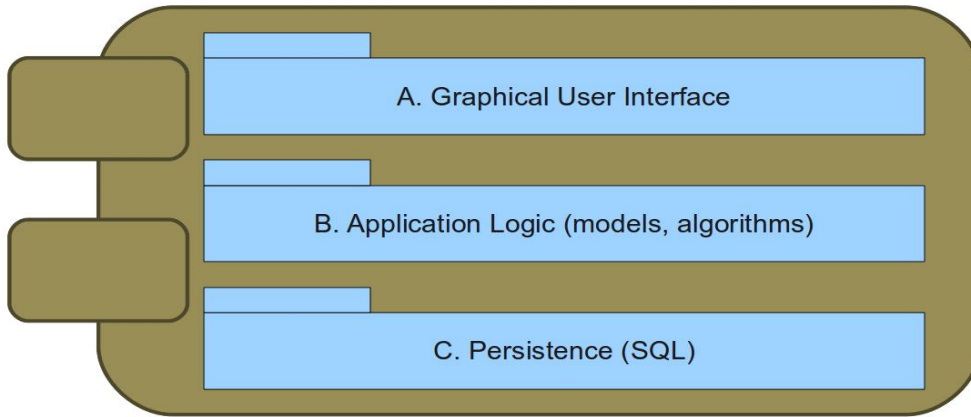 A. Graphical User Interface
B. Application Logic (models, algorithms)
C. Persistence (SQL)